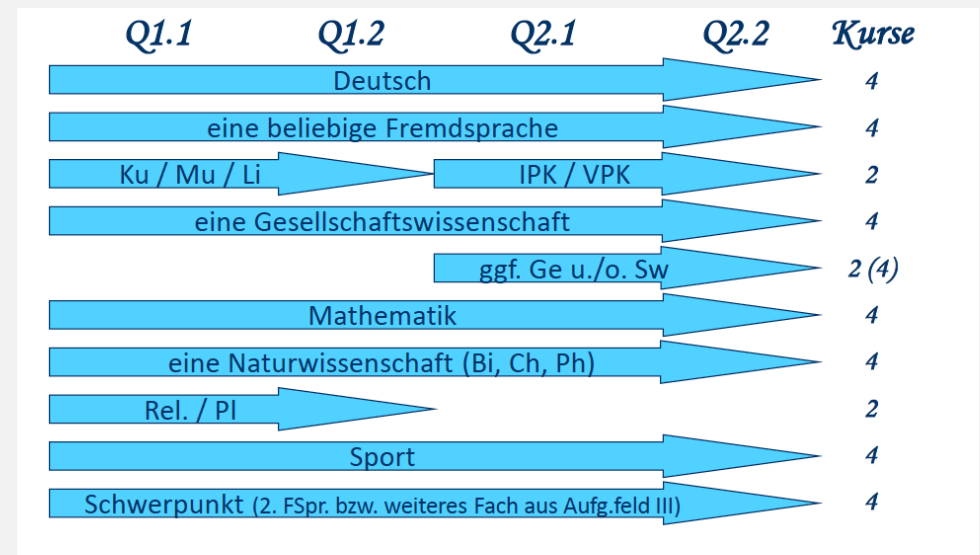 Q1.1 Q1.2 Q2.1 Q2.2 Kurse
Deutsch 4
eine beliebige Fremdsprache 4
Ku / Mu / Li IPK / VPK 2
eine Gesellschaftswissenschaft 4
ggf. Ge u./o. Sw 2 (4)
Mathematik 4
eine Naturwissenschaft (Bi, Ch, Ph) 4
Rel. / Pl 2
Sport 4
Schwerpunkt (2. FSpr. bzw. weiteres Fach aus Aufg.feld III) 4